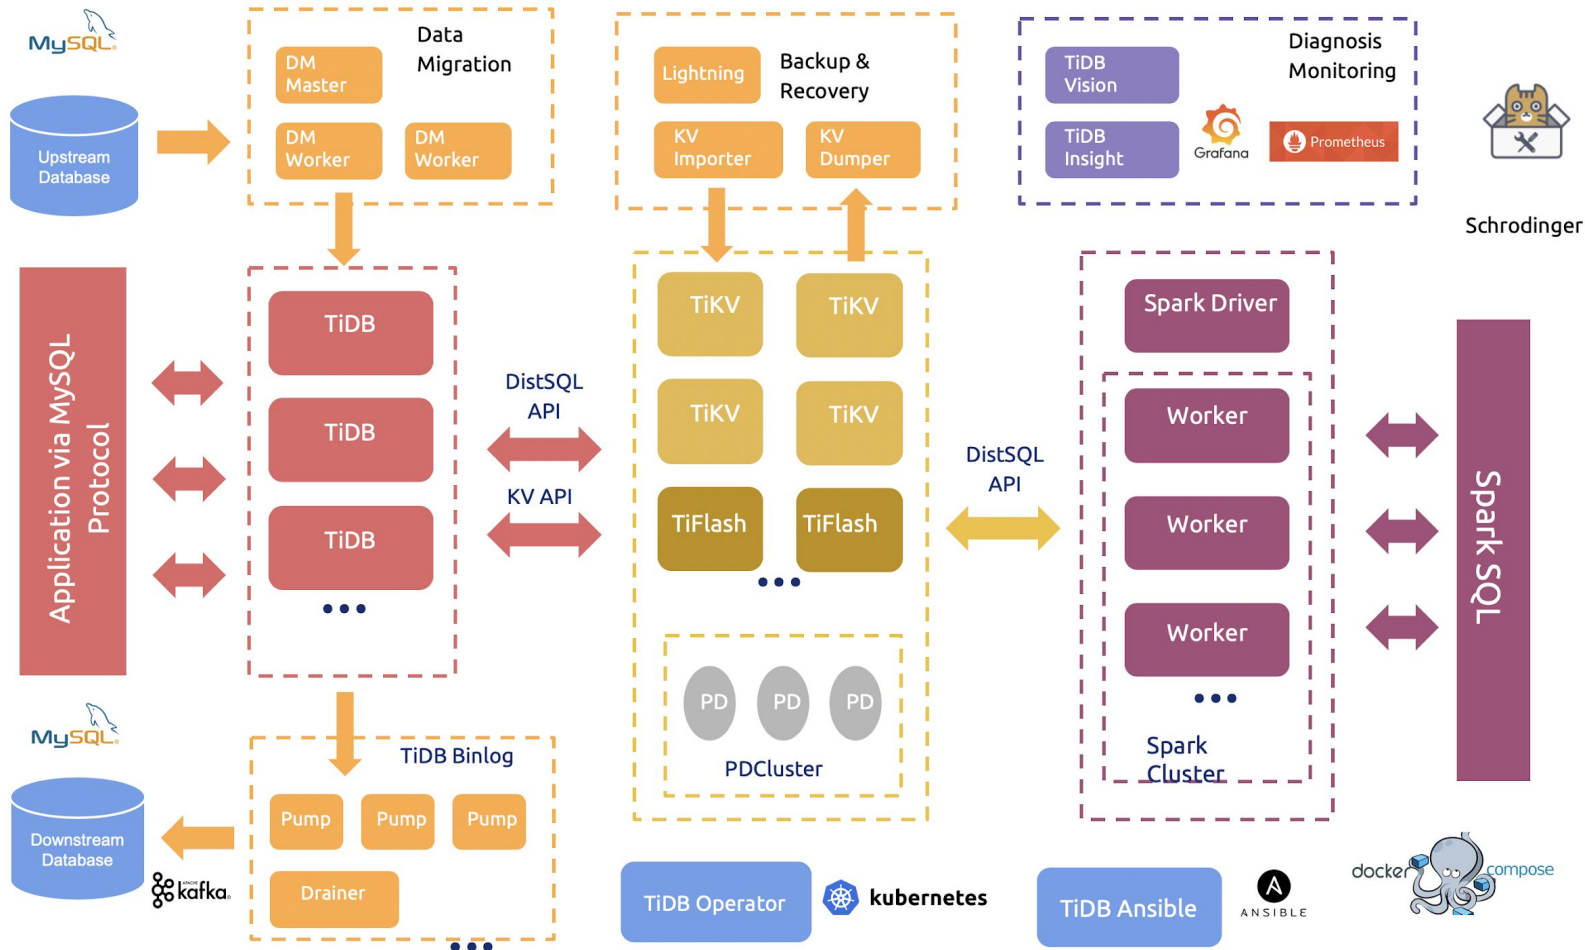 MySQL
Upstream
Database
Data
Migration
DM
Master
DM
Worker
DM
Worker
Lightning
Backup &
Recovery
KV
Importer
KV
Dumper
Diagnosis
Monitoring
TiDB
Vision
TiDB
Insight
Grafana
Prometheus
Schrodinger
Application via MySQL
Protocol
TiDB
TiDB
TiDB
DistSQL
API
KV API
TiKV
TiKV
TiKV
TiKV
TiFlash
TiFlash
PD
PD
PD
PDCluster
DistSQL
API
Spark Driver
Worker
Worker
Worker
Spark
Cluster
Spark SQL
MySQL
Downstream
Database
APACHE
kafka
TiDB Binlog
Pump
Pump
Pump
Drainer
TiDB Operator
kubernetes
TiDB Ansible
ANSIBLE
docker
compose